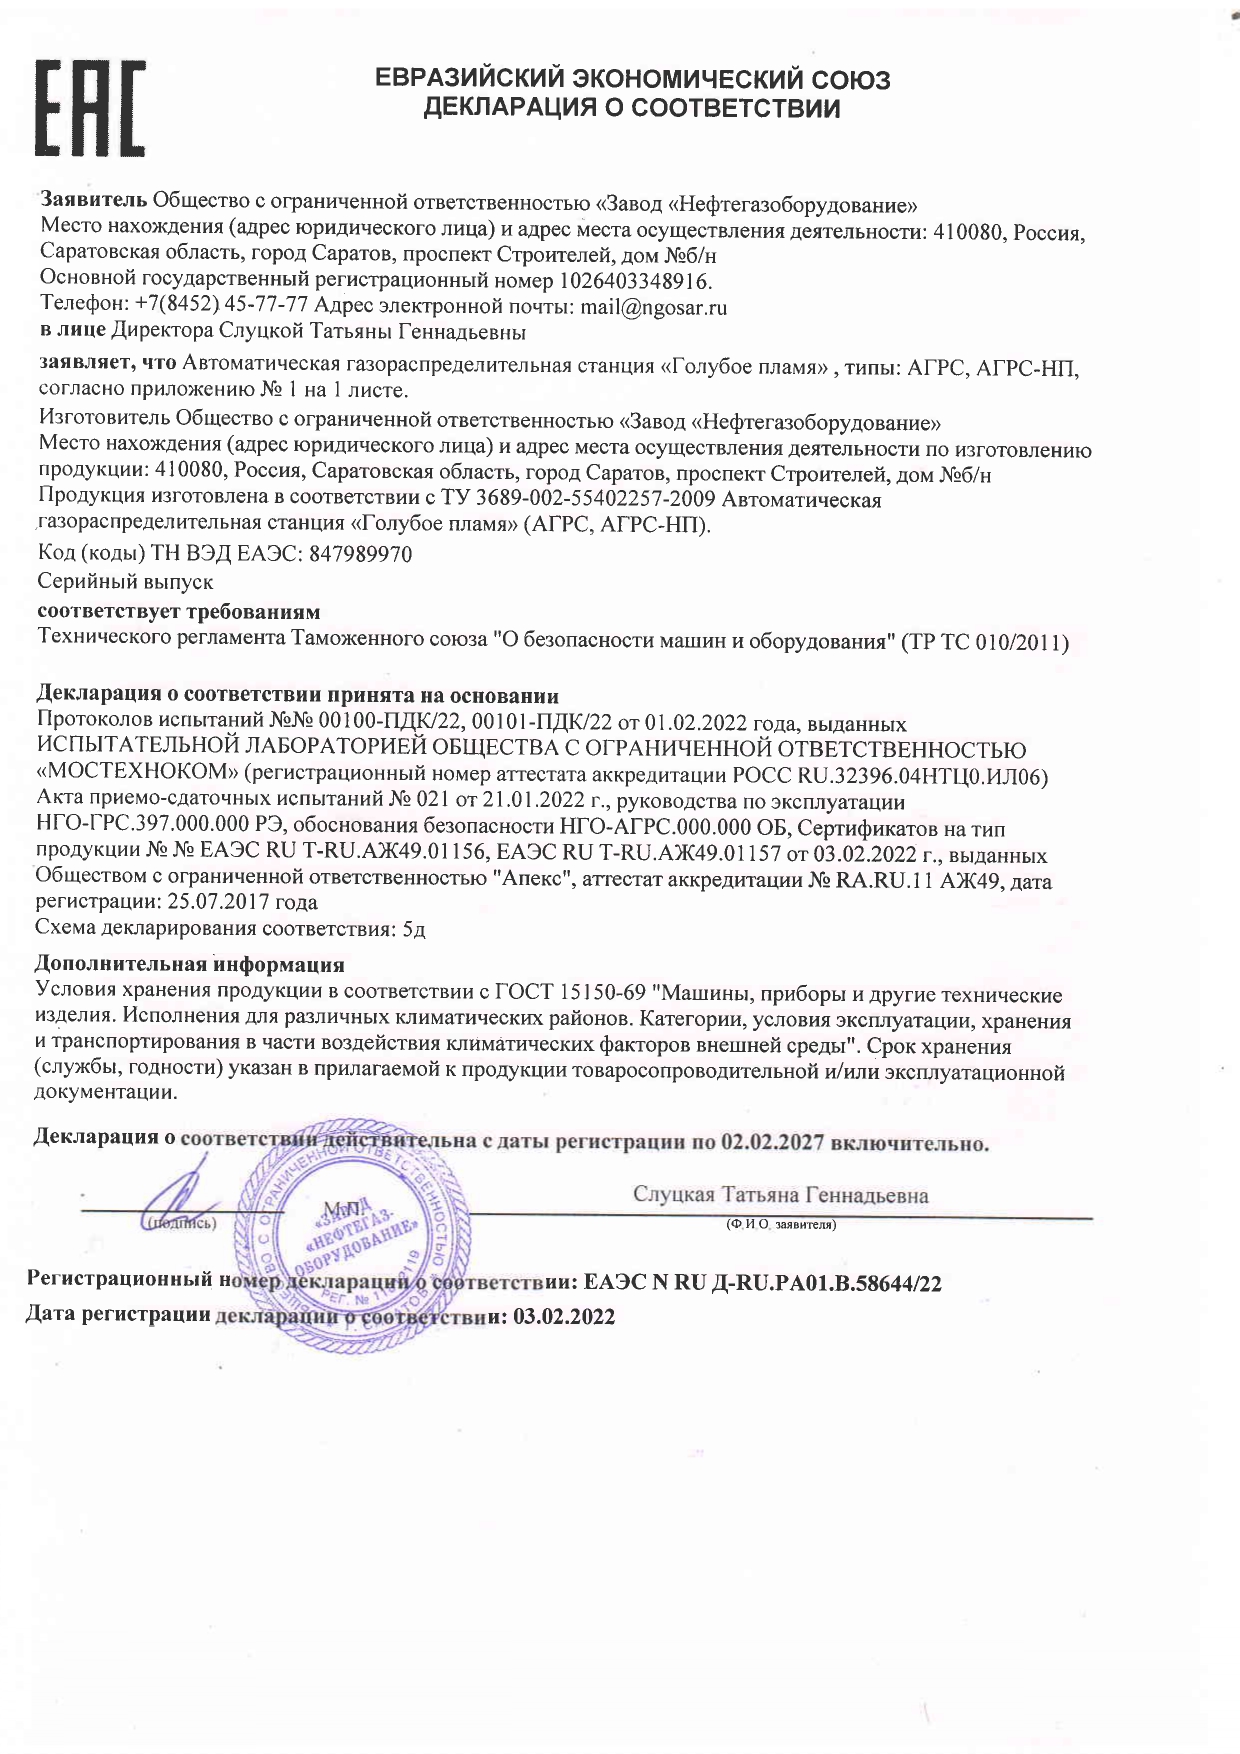 EAC
ЕВРАЗИЙСКИЙ ЭКОНОМИЧЕСКИЙ СОЮЗ
ДЕКЛАРАЦИЯ О СООТВЕТСТВИИ
Заявитель Общество с ограниченной ответственностью «Завод «Нефтегазоборудование»
Место нахождения (адрес юридического лица) и адрес места осуществления деятельности: 410080, Россия,
Саратовская область, город Саратов, проспект Строителей, дом №б/н
Основной государственный регистрационный номер 1026403348916.
Телефон: +7(8452) 45-77-77 Адрес электронной почты: mail@ngosar.ru
в лице Директора Слуцкой Татьяны Геннадьевны
заявляет, что Автоматическая газораспределительная станция «Голубое пламя» , типы: АГРС, АГРС-НП,
согласно приложению № 1 на 1 листе.
Изготовитель Общество с ограниченной ответственностью «Завод «Нефтегазоборудование»
Место нахождения (адрес юридического лица) и адрес места осуществления деятельности по изготовлению
продукции: 410080, Россия, Саратовская область, город Саратов, проспект Строителей, дом №б/н
Продукция изготовлена в соответствии с ТУ 3689-002-55402257-2009 Автоматическая
газораспределительная станция «Голубое пламя» (АГРС, АГРС-НП).
Код (коды) ТН ВЭД ЕАЭС: 847989970
Серийный выпуск
соответствует требованиям
Технического регламента Таможенного союза "О безопасности машин и оборудования" (ТР ТС 010/2011)
Декларация о соответствии принята на основании
Протоколов испытаний №№ 00100-ПДК/22, 00101-ПДК/22 от 01.02.2022 года, выданных
ИСПЫТАТЕЛЬНОЙ ЛАБОРАТОРИЕЙ ОБЩЕСТВА С ОГРАНИЧЕННОЙ ОТВЕТСТВЕННОСТЬЮ
«МОСТЕХНОКОМ» (регистрационный номер аттестата аккредитации РОСС RU.32396.04НТЦ0.ИЛ06)
Акта приемо-сдаточных испытаний № 021 от 21.01.2022 г., руководства по эксплуатации
НГО-ГРС.397.000.000 РЭ, обоснования безопасности НГО-АГРС.000.000 ОБ, Сертификатов на тип
продукции № № ЕАЭС RU Т-RU.АЖ49.01156, ЕАЭС RU Т-RU.АЖ49.01157 от 03.02.2022 г., выданных
Обществом с ограниченной ответственностью "Апекс", аттестат аккредитации № RA.RU.11 АЖ49, дата
регистрации: 25.07.2017 года
Схема декларирования соответствия: 5д
Дополнительная информация
Условия хранения продукции в соответствии с ГОСТ 15150-69 "Машины, приборы и другие технические
изделия. Исполнения для различных климатических районов. Категории, условия эксплуатации, хранения
и транспортирования в части воздействия климатических факторов внешней среды". Срок хранения
(службы, годности) указан в прилагаемой к продукции товаросопроводительной и/или эксплуатационной
документации.
Декларация о соответствии действительна с даты регистрации по 02.02.2027 включительно.
Слуцкая Татьяна Геннадьевна
М.П.
(подпись)
(Ф.И.О. заявителя)
«ЗАВОД
«НЕФТЕГАЗ-
ОБОРУДОВАНИЕ»
Регистрационный номер декларации о соответствии: ЕАЭС N RU Д-RU.РА01.В.58644/22
Дата регистрации декларации о соответствии: 03.02.2022